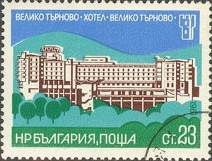 ВЕЛИКО ТЪРНОВО·ХОТЕЛ·ВЕЛИКО ТЪРНОВО·
НР БЪЛГАРИЯ, ПОЩА Ст.23